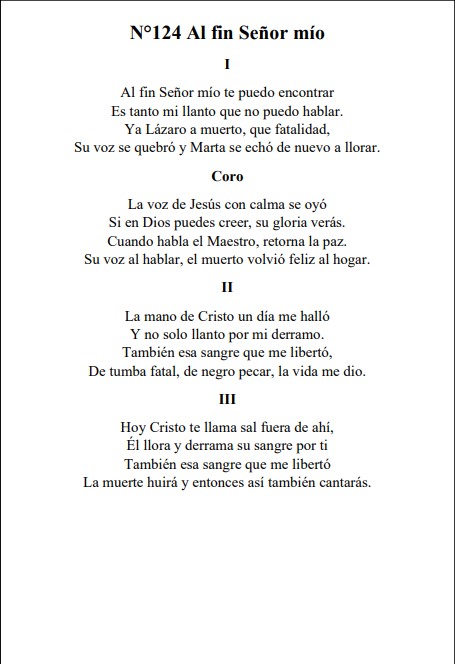 N°124 Al fin Señor mío
I
Al fin Señor mío te puedo encontrar
Es tanto mi llanto que no puedo hablar.
Ya Lázaro a muerto, que fatalidad,
Su voz se quebró y Marta se echó de nuevo a llorar.
Coro
La voz de Jesús con calma se oyó
Si en Dios puedes creer, su gloria verás.
Cuando habla el Maestro, retorna la paz.
Su voz al hablar, el muerto volvió feliz al hogar.
II
La mano de Cristo un día me halló
Y no solo llanto por mi derramo.
También esa sangre que me libertó,
De tumba fatal, de negro pecar, la vida me dio.
III
Hoy Cristo te llama sal fuera de ahí,
Él llora y derrama su sangre por ti
También esa sangre que me libertó
La muerte huirá y entonces así también cantarás.